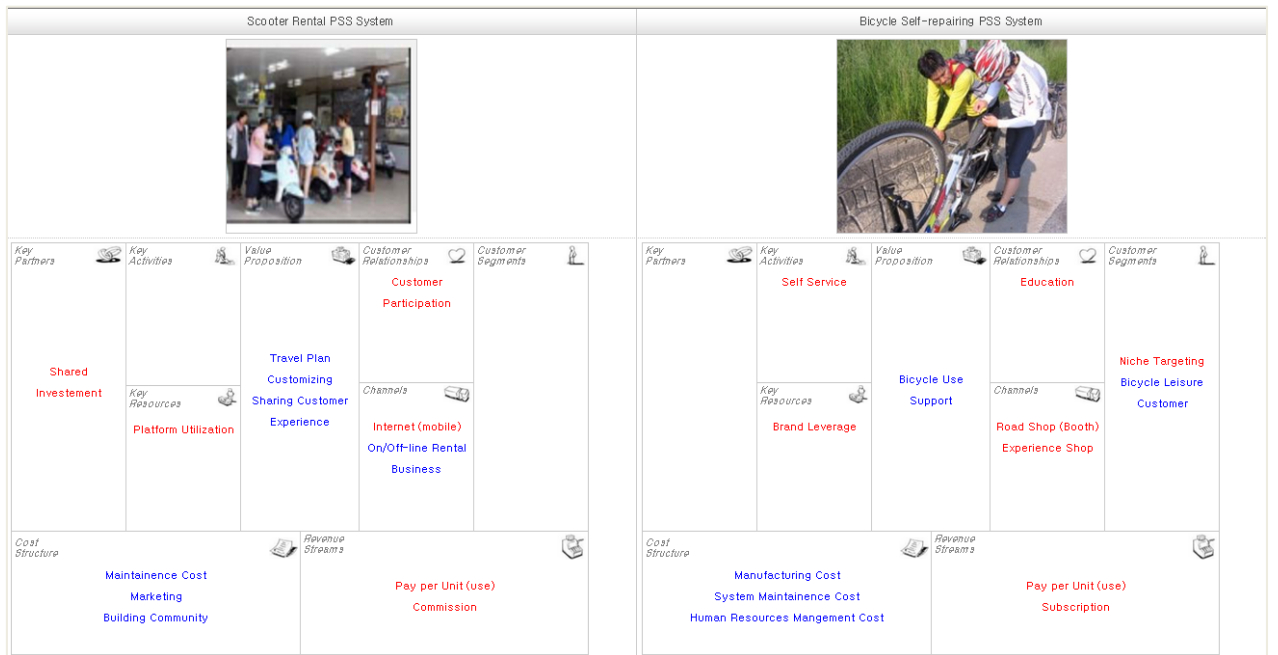 Scooter Rental PSS System
Key
Partners
Key
Activities
Value
Proposition
Customer
Relationships
Customer
Segments
Customer
Participation
Shared
Investement
Key
Resources
Platform Utilization
Travel Plan
Customizing
Sharing Customer
Experience
Channels
Internet (mobile)
On/Off-line Rental
Business
Cost
Structure
Maintainence Cost
Marketing
Building Community
Revenue
Streams
Pay per Unit (use)
Commission
Bicycle Self-repairing PSS System
Key
Partners
Key
Activities
Self Service
Value
Proposition
Customer
Relationships
Education
Customer
Segments
Key
Resources
Brand Leverage
Bicycle Use
Support
Channels
Road Shop (Booth)
Experience Shop
Niche Targeting
Bicycle Leisure
Customer
Cost
Structure
Manufacturing Cost
System Maintainence Cost
Human Resources Mangement Cost
Revenue
Streams
Pay per Unit (use)
Subscription